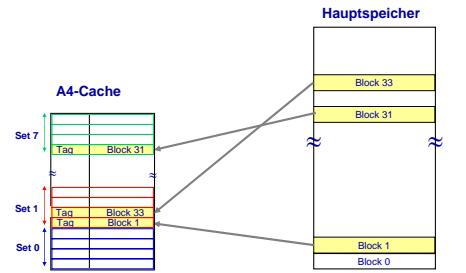 Hauptspeicher
Block 33
A4-Cache
Block 31
Set 7
Tag Block 31
≈
≈
≈
≈
Set 1
Tag Block 33
Tag Block 1
Set 0
Block 1
Block 0